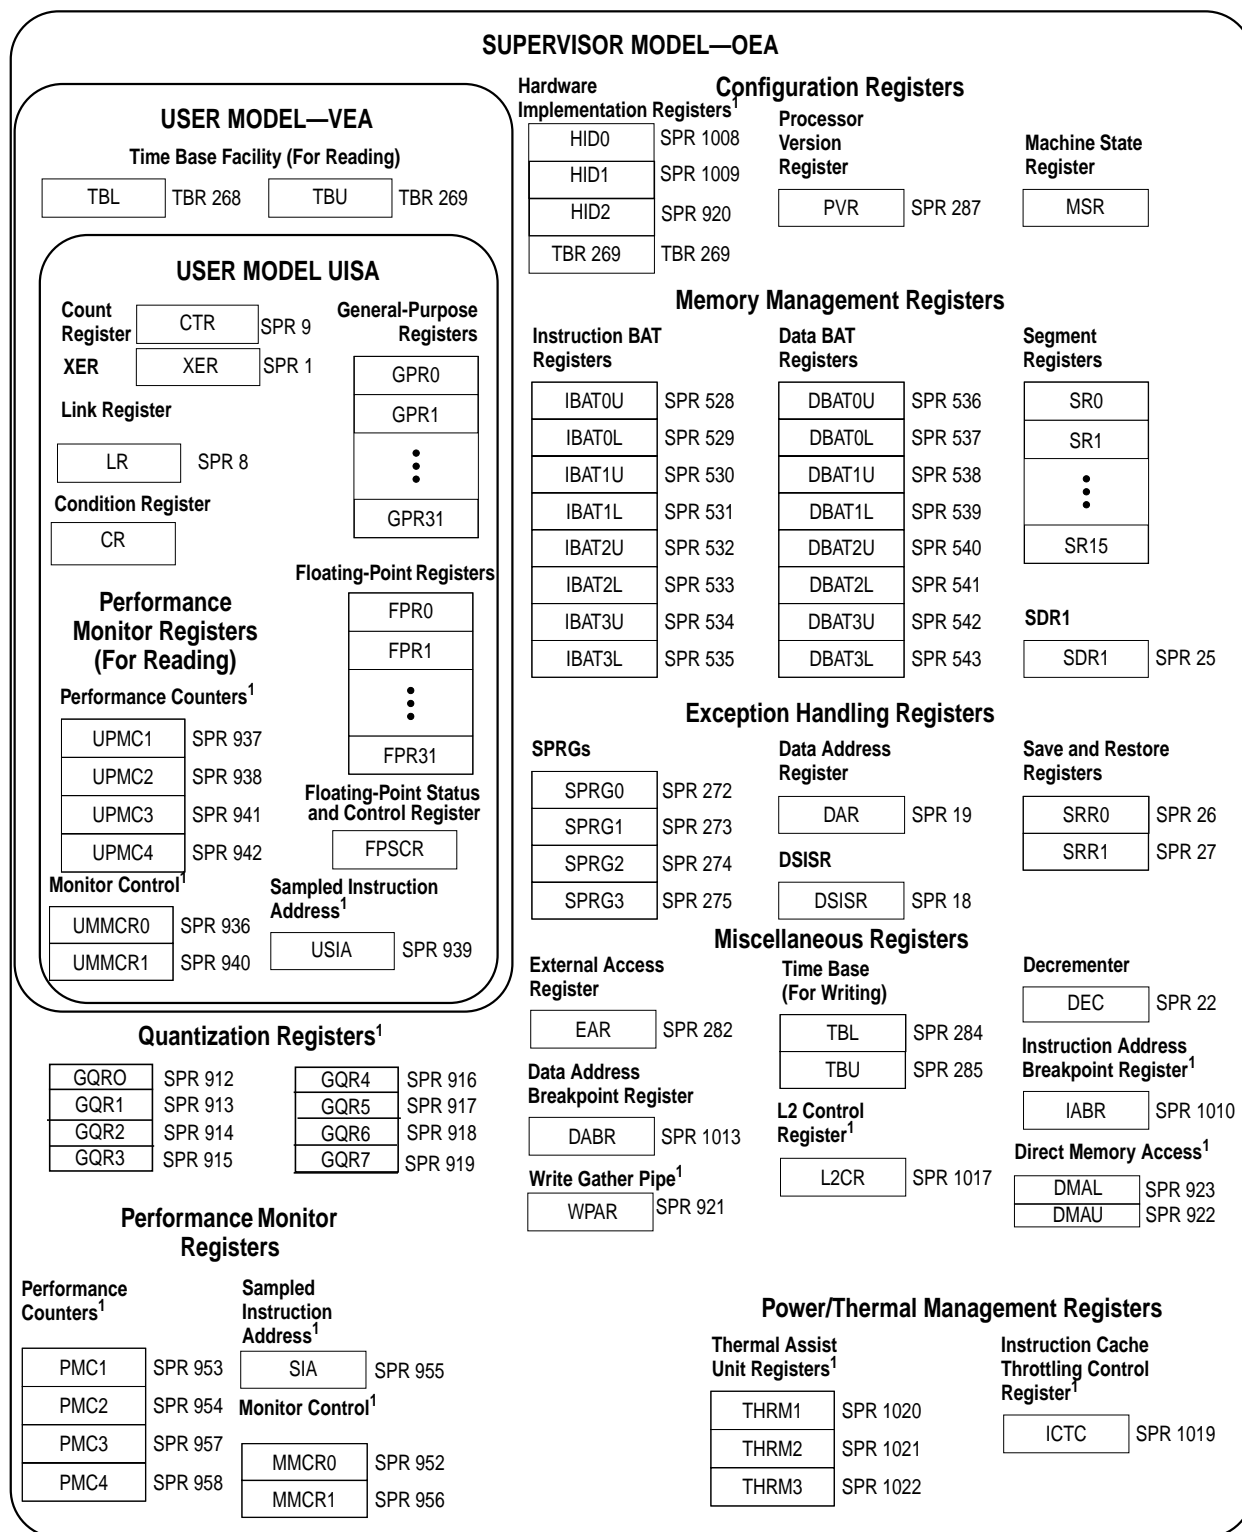 SUPERVISOR MODEL—OEA
USER MODEL—VEA
Time Base Facility (For Reading)
TBL TBR 268 TBU TBR 269
USER MODEL UISA
Count
Register CTR SPR 9
XER XER SPR 1
Link Register
LR SPR 8
Condition Register
CR
General-Purpose
Registers
GPR0
GPR1
GPR31
Floating-Point Registers
FPR0
FPR1
FPR31
Floating-Point Status
and Control Register
FPSCR
Performance
Monitor Registers
(For Reading)
Performance Counters1
UPMC1 SPR 937
UPMC2 SPR 938
UPMC3 SPR 941
UPMC4 SPR 942
Monitor Control1
UMMCR0 SPR 936
UMMCR1 SPR 940
Sampled Instruction
Address1
USIA SPR 939
Quantization Registers1
GQRO SPR 912 GQR4 SPR 916
GQR1 SPR 913 GQR5 SPR 917
GQR2 SPR 914 GQR6 SPR 918
GQR3 SPR 915 GQR7 SPR 919
Performance Monitor
Registers
Performance
Counters1
PMC1 SPR 953
PMC2 SPR 954
PMC3 SPR 957
PMC4 SPR 958
Sampled
Instruction
Address1
SIA SPR 955
Monitor Control1
MMCR0 SPR 952
MMCR1 SPR 956
Configuration Registers
Hardware
Implementation Registers1
HID0 SPR 1008
HID1 SPR 1009
HID2 SPR 920
TBR 269 TBR 269
Processor
Version
Register
PVR SPR 287
Machine State
Register
MSR
Memory Management Registers
Instruction BAT
Registers
IBAT0U SPR 528
IBAT0L SPR 529
IBAT1U SPR 530
IBAT1L SPR 531
IBAT2U SPR 532
IBAT2L SPR 533
IBAT3U SPR 534
IBAT3L SPR 535
Data BAT
Registers
DBAT0U SPR 536
DBAT0L SPR 537
DBAT1U SPR 538
DBAT1L SPR 539
DBAT2U SPR 540
DBAT2L SPR 541
DBAT3U SPR 542
DBAT3L SPR 543
Segment
Registers
SR0
SR1
SR15
SDR1
SDR1 SPR 25
Exception Handling Registers
SPRGs
SPRG0 SPR 272
SPRG1 SPR 273
SPRG2 SPR 274
SPRG3 SPR 275
Data Address
Register
DAR SPR 19
DSISR
DSISR SPR 18
Save and Restore
Registers
SRR0 SPR 26
SRR1 SPR 27
Miscellaneous Registers
External Access
Register
EAR SPR 282
Data Address
Breakpoint Register
DABR SPR 1013
Write Gather Pipe1
WPAR SPR 921
Time Base
(For Writing)
TBL SPR 284
TBU SPR 285
L2 Control
Register1
L2CR SPR 1017
Decrementer
DEC SPR 22
Instruction Address
Breakpoint Register1
IABR SPR 1010
Direct Memory Access1
DMAL SPR 923
DMAU SPR 922
Power/Thermal Management Registers
Thermal Assist
Unit Registers1
THRM1 SPR 1020
THRM2 SPR 1021
THRM3 SPR 1022
Instruction Cache
Throttling Control
Register1
ICTC SPR 1019